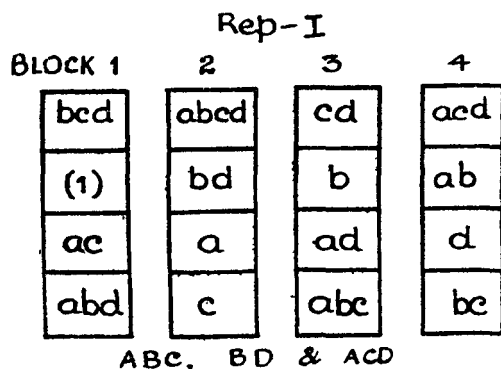 Rep-I
BLOCK 1 2 3 4
bcd abcd cd acd
(1) bd b ab
ac a ad d
abd c abc bc
ABC, BD & ACD